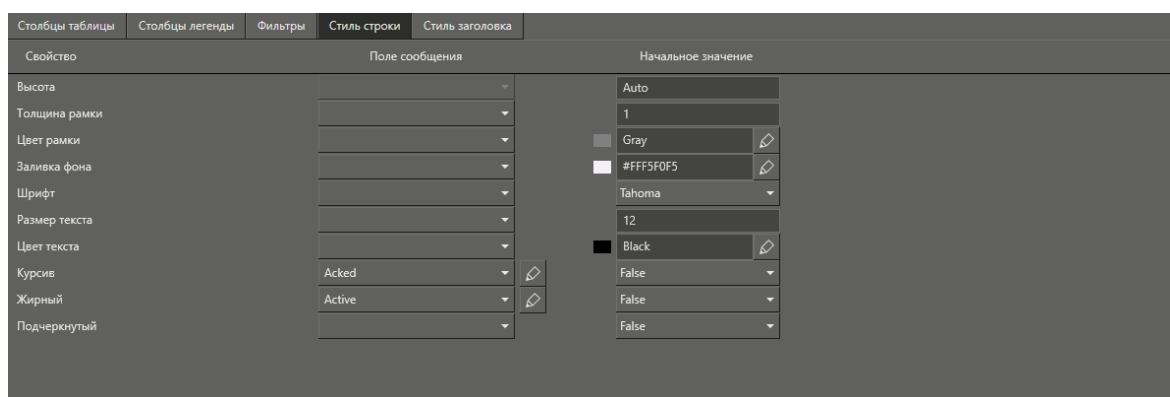 Столбцы таблицы Столбцы легенды Фильтры Стиль строки Стиль заголовка
Свойство Поле сообщения Начальное значение
Высота Auto
Толщина рамки 1
Цвет рамки Gray
Заливка фона #FFF5F0F5
Шрифт Tahoma
Размер текста 12
Цвет текста Black
Курсив Acked False
Жирный Active False
Подчеркнутый False